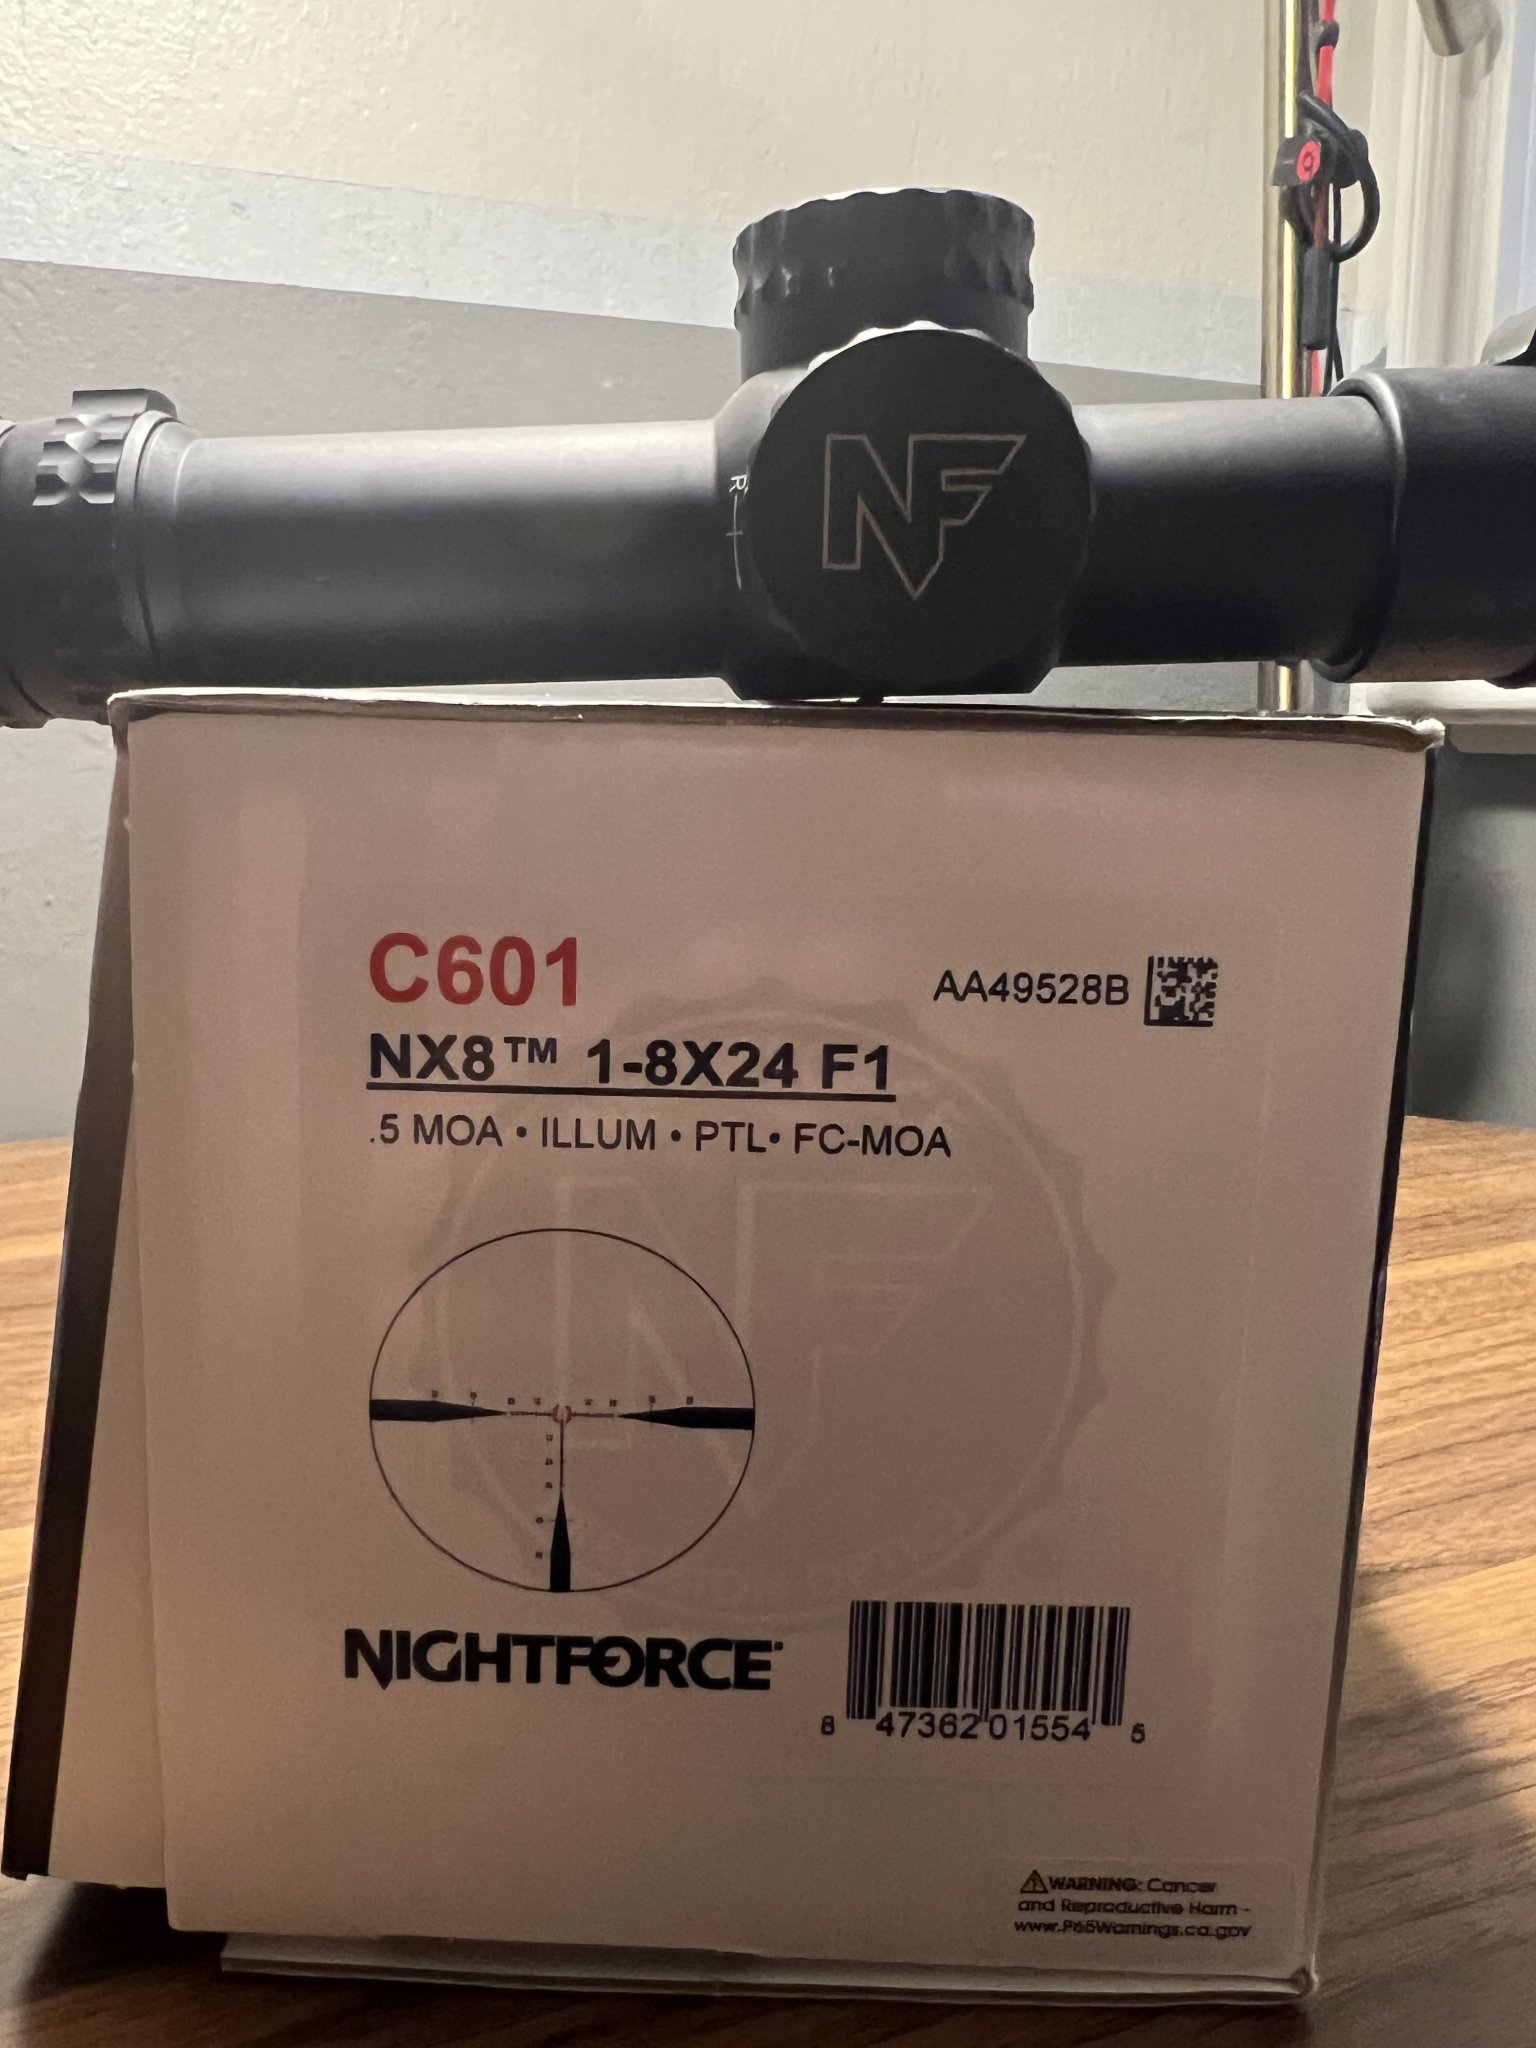 9
R
NF
C601
AA49528B
NX8™ 1-8X24 F1
.5 MOA • ILLUM • PTL• FC-MOA
NIGHTFORCE
8 47362 01554 5
WARNING: Cancer
and Reproductive Harm -
www.P65Warnings.ca.gov